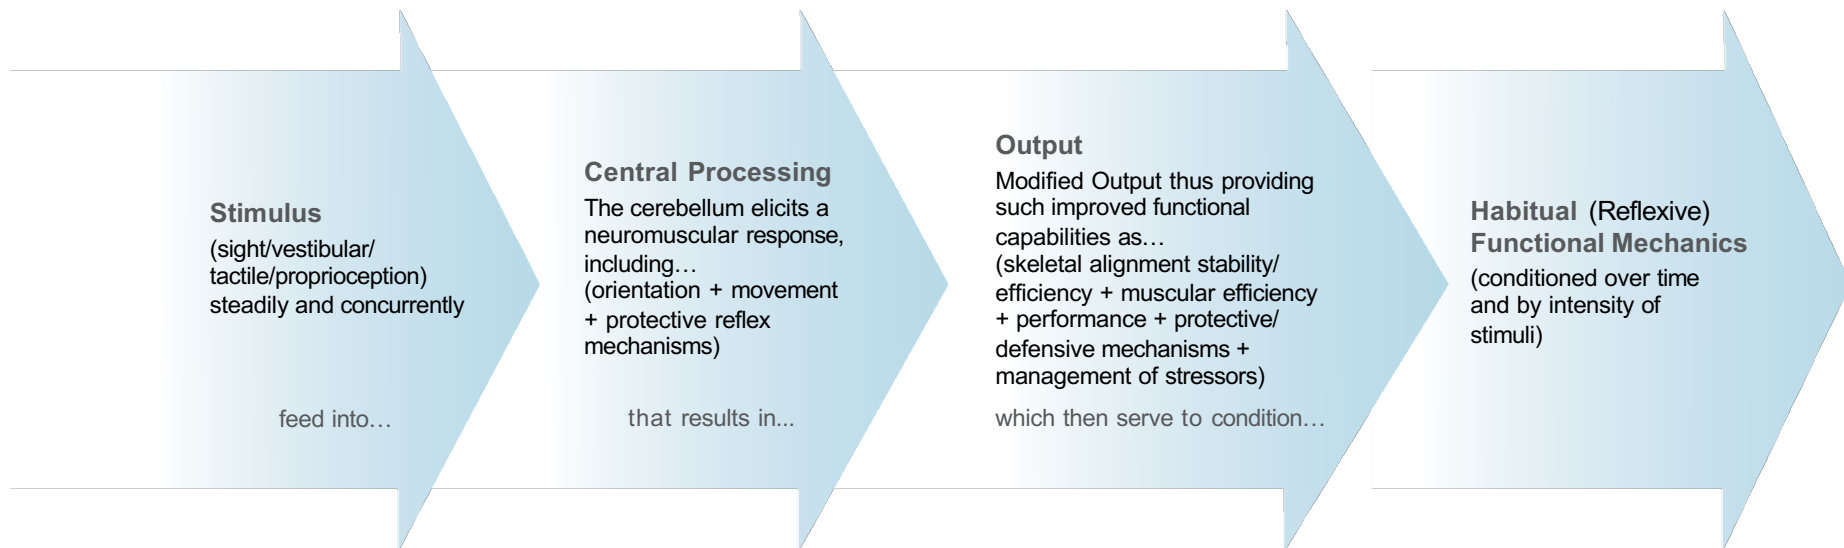 Stimulus
(sight/vestibular/
tactile/proprioception)
steadily and concurrently
feed into…
Central Processing
The cerebellum elicits a
neuromuscular response,
including…
(orientation + movement
+ protective reflex
mechanisms)
that results in...
Output
Modified Output thus providing
such improved functional
capabilities as…
(skeletal alignment stability/
efficiency + muscular efficiency
+ performance + protective/
defensive mechanisms +
management of stressors)
which then serve to condition…
Habitual (Reflexive)
Functional Mechanics
(conditioned over time
and by intensity of
stimuli)